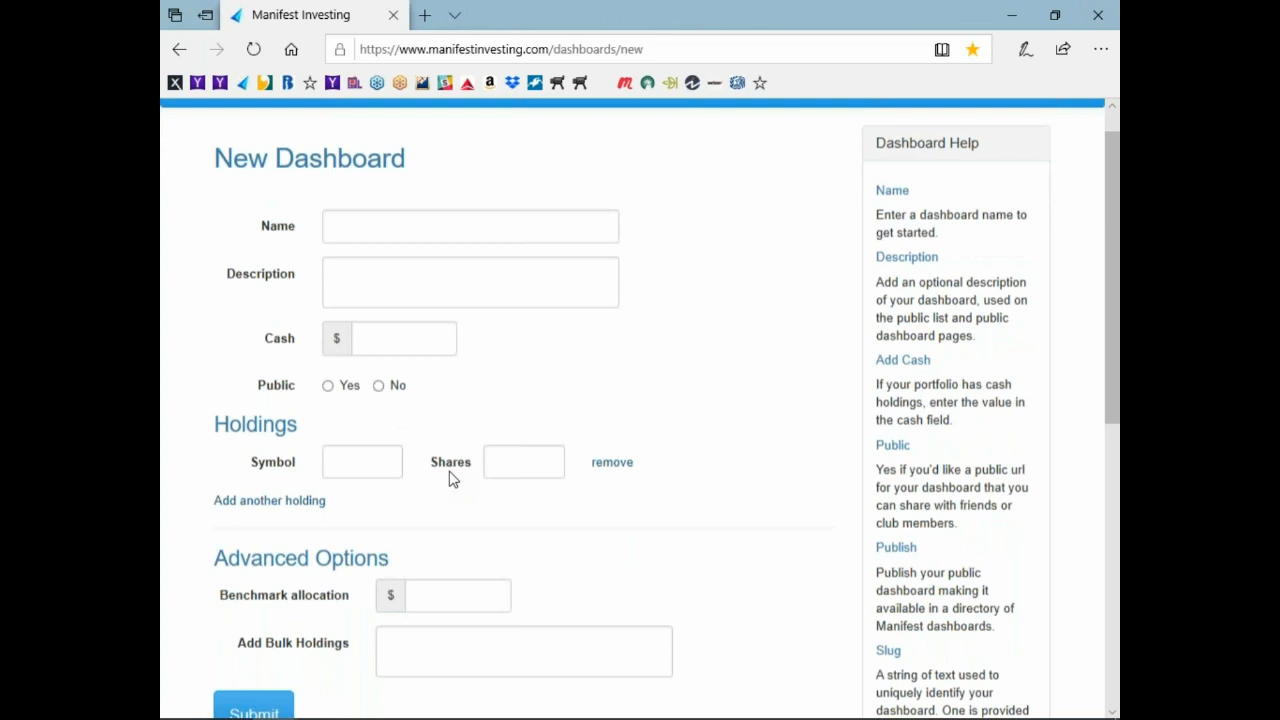 Manifest Investing
https://www.manifestinvesting.com/dashboards/new
New Dashboard
Name
Description
Cash $
Public Yes No
Holdings
Symbol Shares remove
Add another holding
Advanced Options
Benchmark allocation $
Add Bulk Holdings
Submit
Dashboard Help
Name
Enter a dashboard name to
get started.
Description
Add an optional description
of your dashboard, used on
the public list and public
dashboard pages.
Add Cash
If your portfolio has cash
holdings, enter the value in
the cash field.
Public
Yes if you'd like a public url
for your dashboard that you
can share with friends or
club members.
Publish
Publish your public
dashboard making it
available in a directory of
Manifest dashboards.
Slug
A string of text used to
uniquely identify your
dashboard. One is provided